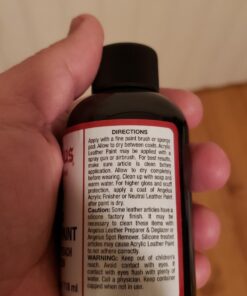 DIRECTIONS
Apply with a fine paint brush or sponge
pad. Allow to dry between coats. Acrylic
Leather Paint may be applied with a
spray gun or airbrush. For best results,
make sure article is clean before
application. Allow dry completely
before wearing. Clean up with soap and
warm water. For higher gloss and scuff
protection, apply a coat of Angelus
Acrylic Finisher or Neutral Leather Paint
after paint is dry.
Caution: Some leather articles have a
silicone factory finish. It may be
necessary to clean these items with
Angelus Leather Preparer & Deglazer or
Angelus Spot Remover. Silicone treated
articles may cause Acrylic Leather Paint
to not adhere correctly.
WARNING: Keep out of children's
reach. Avoid contact with eyes. If
contact with eyes flush with plenty of
water. Call a physician. Keep container
capped when not in use.